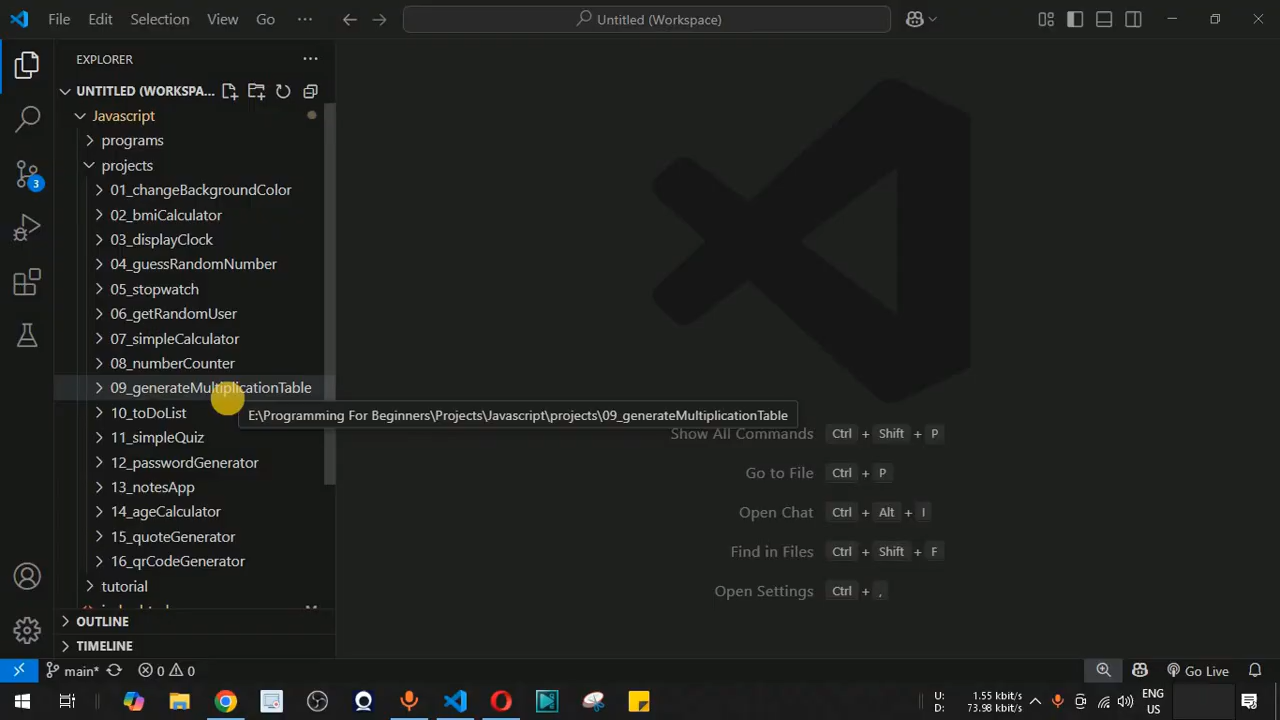 File Edit Selection View Go ··· Untitled (Workspace)
EXPLORER ···
UNTITLED (WORKSPA...
Javascript
programs
projects
01_changeBackgroundColor
02_bmiCalculator
03_displayClock
04_guessRandomNumber
05_stopwatch
06_getRandomUser
07_simpleCalculator
08_numberCounter
09_generateMultiplicationTable
10_toDoList
E:\Programming For Beginners\Projects\Javascript\projects\09_generateMultiplicationTable
11_simpleQuiz
12_passwordGenerator
13_notesApp
14_ageCalculator
15_quoteGenerator
16_qrCodeGenerator
tutorial
OUTLINE
TIMELINE
3
Show All Commands Ctrl + Shift + P
Go to File Ctrl + P
Open Chat Ctrl + Alt + I
Find in Files Ctrl + Shift + F
Open Settings Ctrl + ,
main* 0 0 Go Live
U: 1.55 kbit/s
D: 73.98 kbit/s
ENG
US